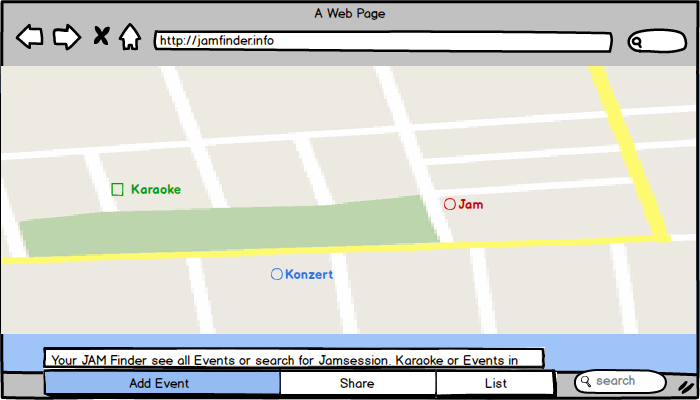 A Web Page
http://jamfinder.info
Karaoke
Jam
Konzert
Your JAM Finder see all Events or search for Jamsession, Karaoke or Events in
Add Event
Share
List
search